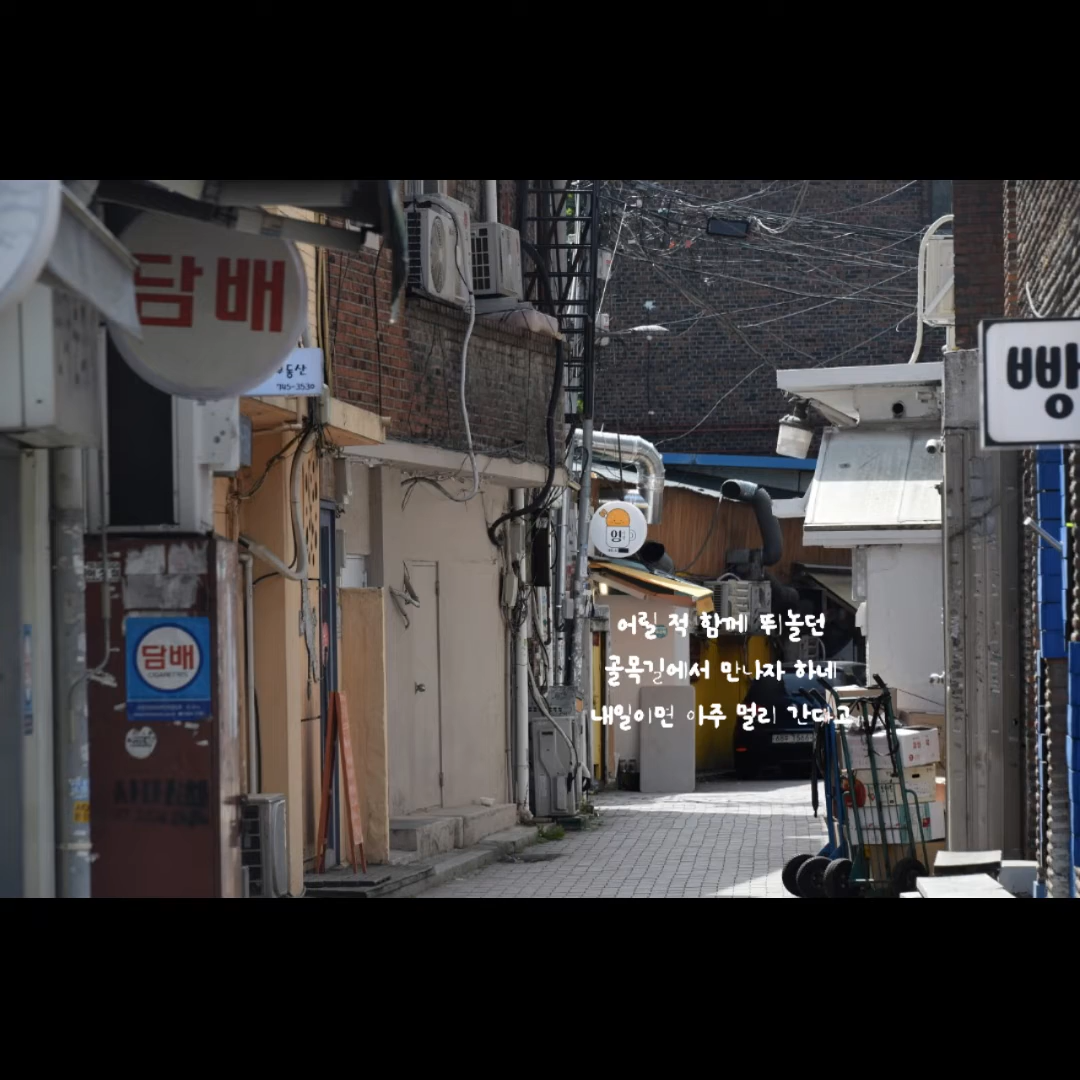 담배
동산
745-3530
빵
어릴 적 함께 뛰놀던
골목길에서 만나자 하네
내일이면 아주 멀리 간다고
담배